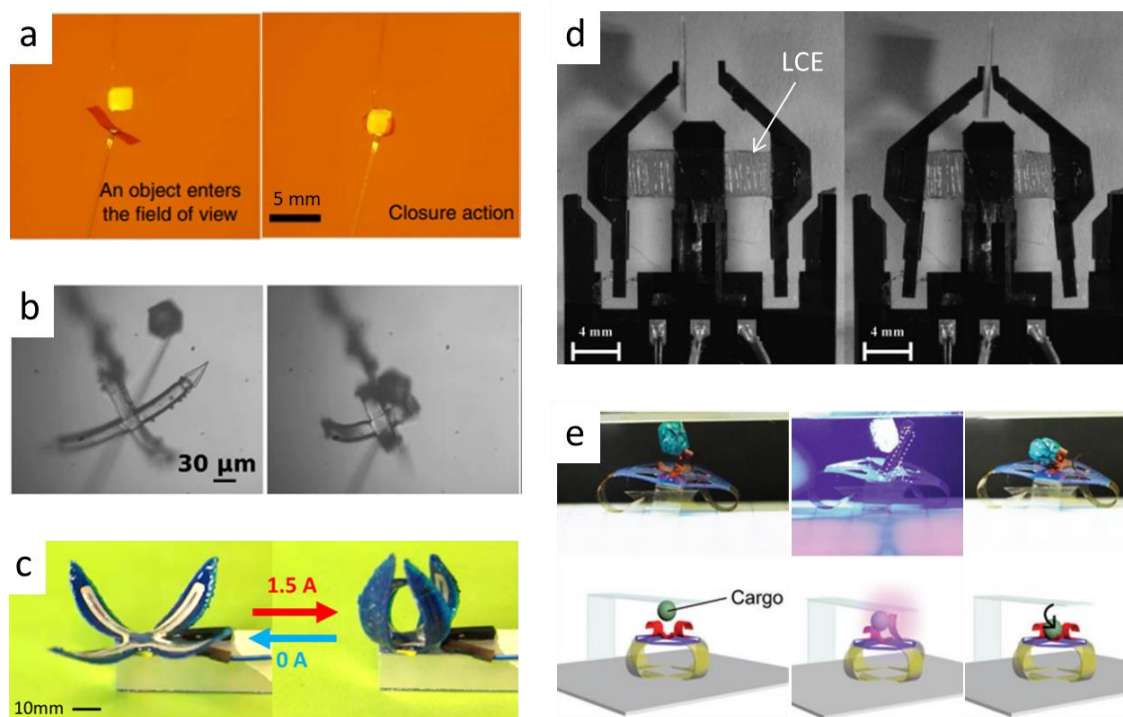 a
An object enters
the field of view
5 mm
Closure action
b
30 μm
c
1.5 A
0 A
10mm
d
LCE
4 mm
4 mm
e
Cargo